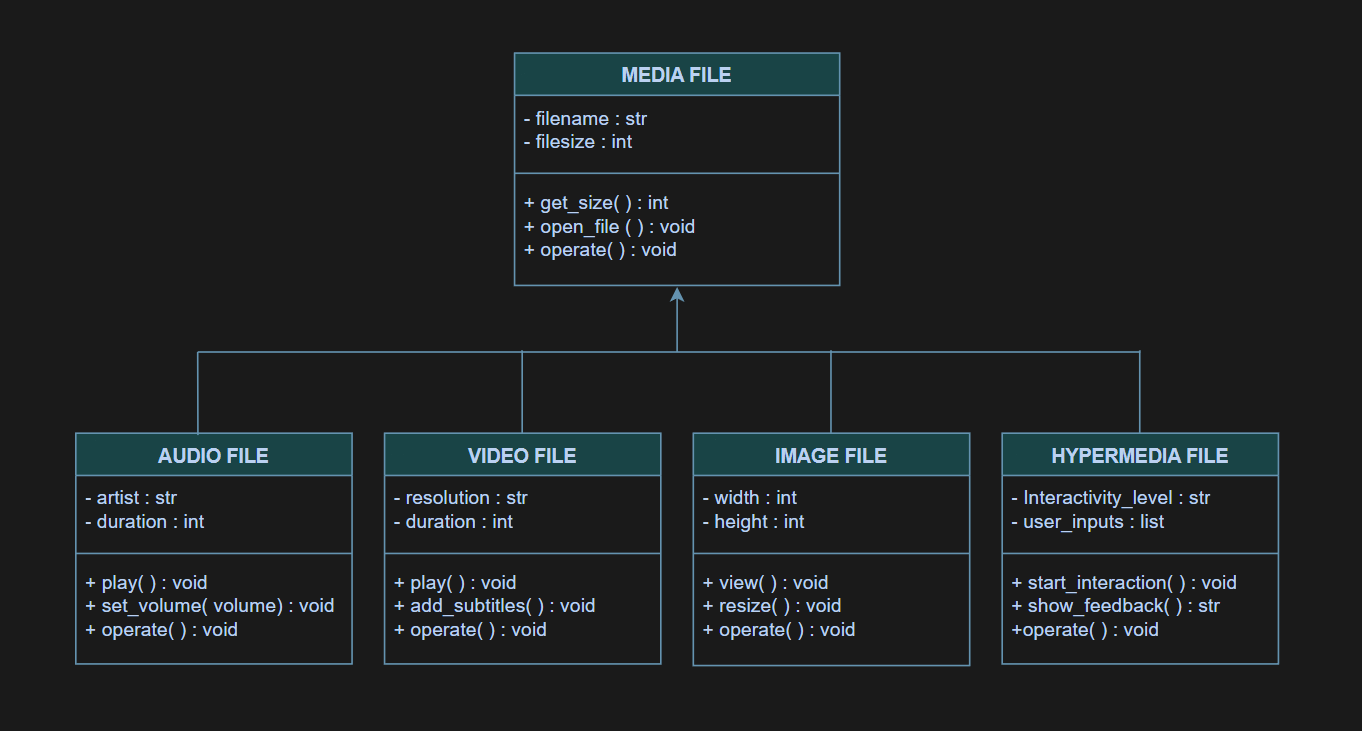 MEDIA FILE
- filename : str
- filesize : int
+ get_size( ) : int
+ open_file ( ) : void
+ operate( ) : void
AUDIO FILE
- artist : str
- duration : int
+ play( ) : void
+ set_volume( volume) : void
+ operate( ) : void
VIDEO FILE
- resolution : str
- duration : int
+ play( ) : void
+ add_subtitles( ) : void
+ operate( ) : void
IMAGE FILE
- width : int
- height : int
+ view( ) : void
+ resize( ) : void
+ operate( ) : void
HYPERMEDIA FILE
- Interactivity_level : str
- user_inputs : list
+ start_interaction( ) : void
+ show_feedback( ) : str
+operate( ) : void